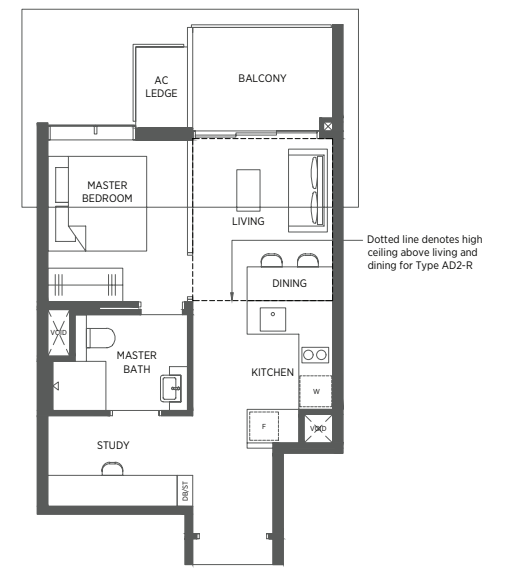 BALCONY
AC
LEDGE
MASTER
BEDROOM
LIVING
Dotted line denotes high
ceiling above living and
dining for Type AD2-R
DINING
VOID
MASTER
BATH
KITCHEN
W
F
VOID
STUDY
DB/ST